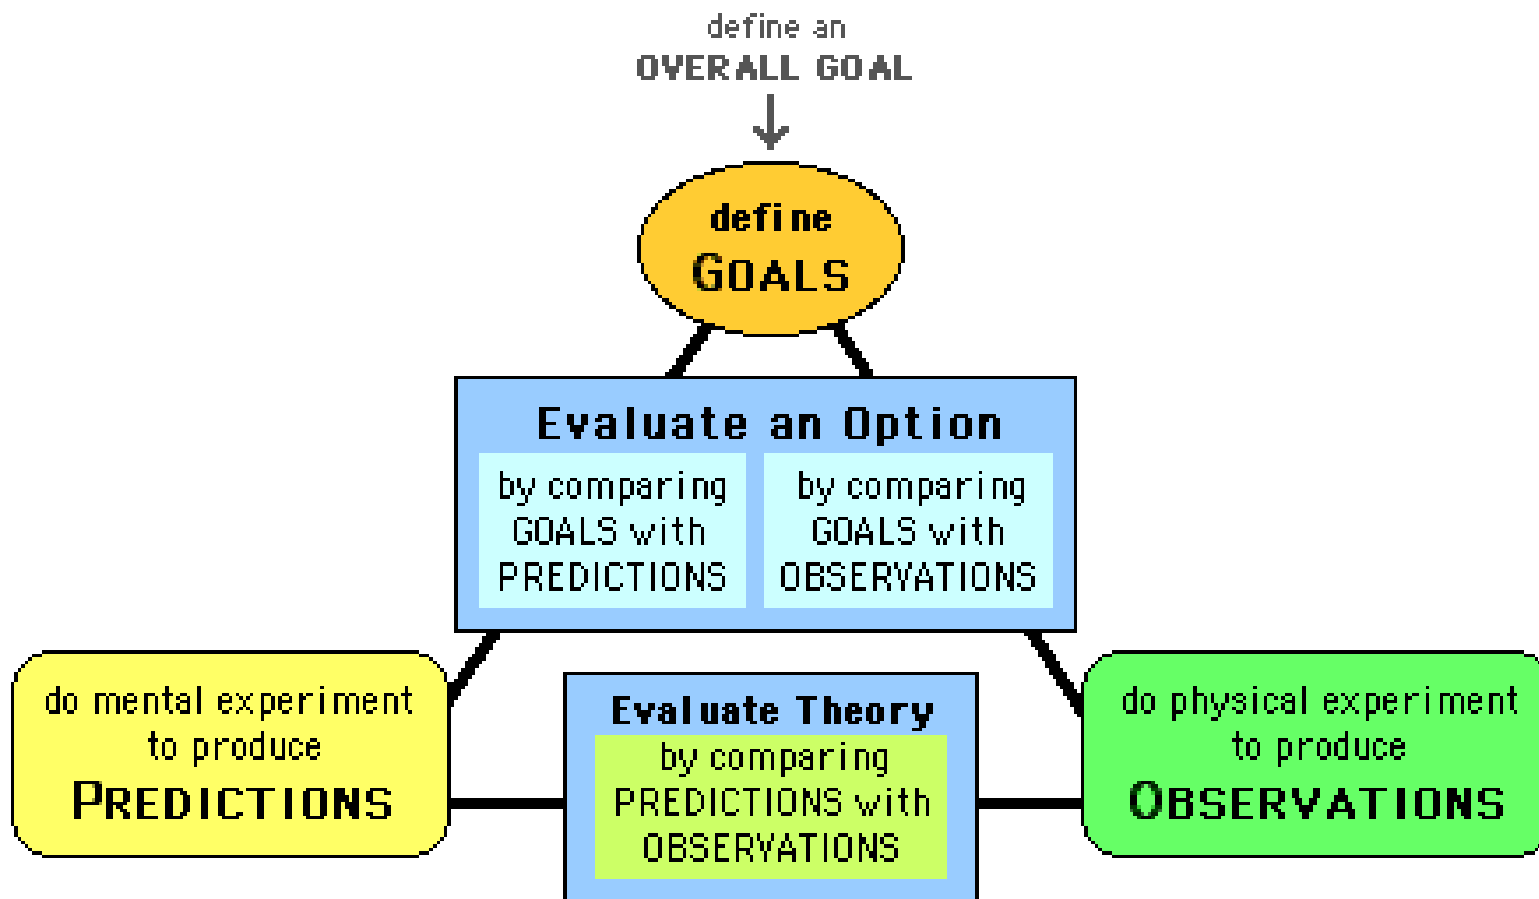 define an
OVERALL GOAL
define
GOALS
Evaluate an Option
by comparing
GOALS with
PREDICTIONS
by comparing
GOALS with
OBSERVATIONS
do mental experiment
to produce
PREDICTIONS
Evaluate Theory
by comparing
PREDICTIONS with
OBSERVATIONS
do physical experiment
to produce
OBSERVATIONS